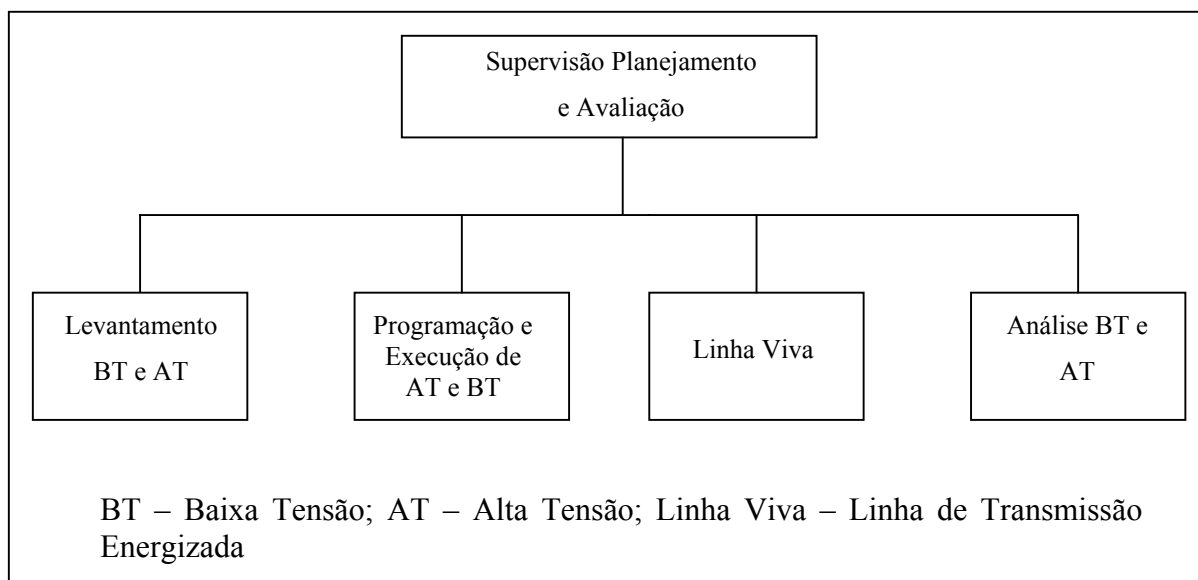 Supervisão Planejamento
e Avaliação
Levantamento
BT e AT
Programação e
Execução de
AT e BT
Linha Viva
Análise BT e
AT
BT – Baixa Tensão; AT – Alta Tensão; Linha Viva – Linha de Transmissão
Energizada